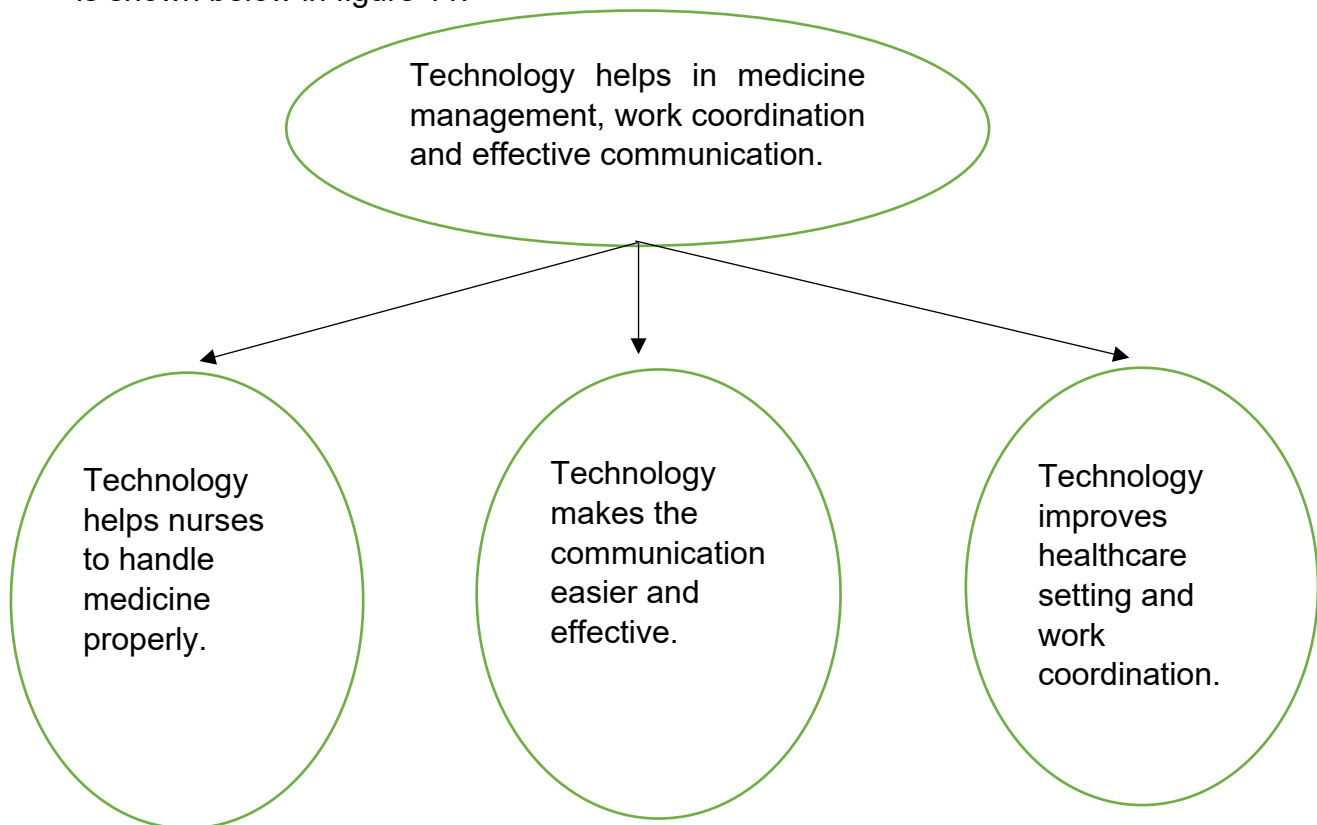 Technology helps in medicine
management, work coordination
and effective communication.
Technology
helps nurses
to handle
medicine
properly.
Technology
makes the
communication
easier and
effective.
Technology
improves
healthcare
setting and
work
coordination.